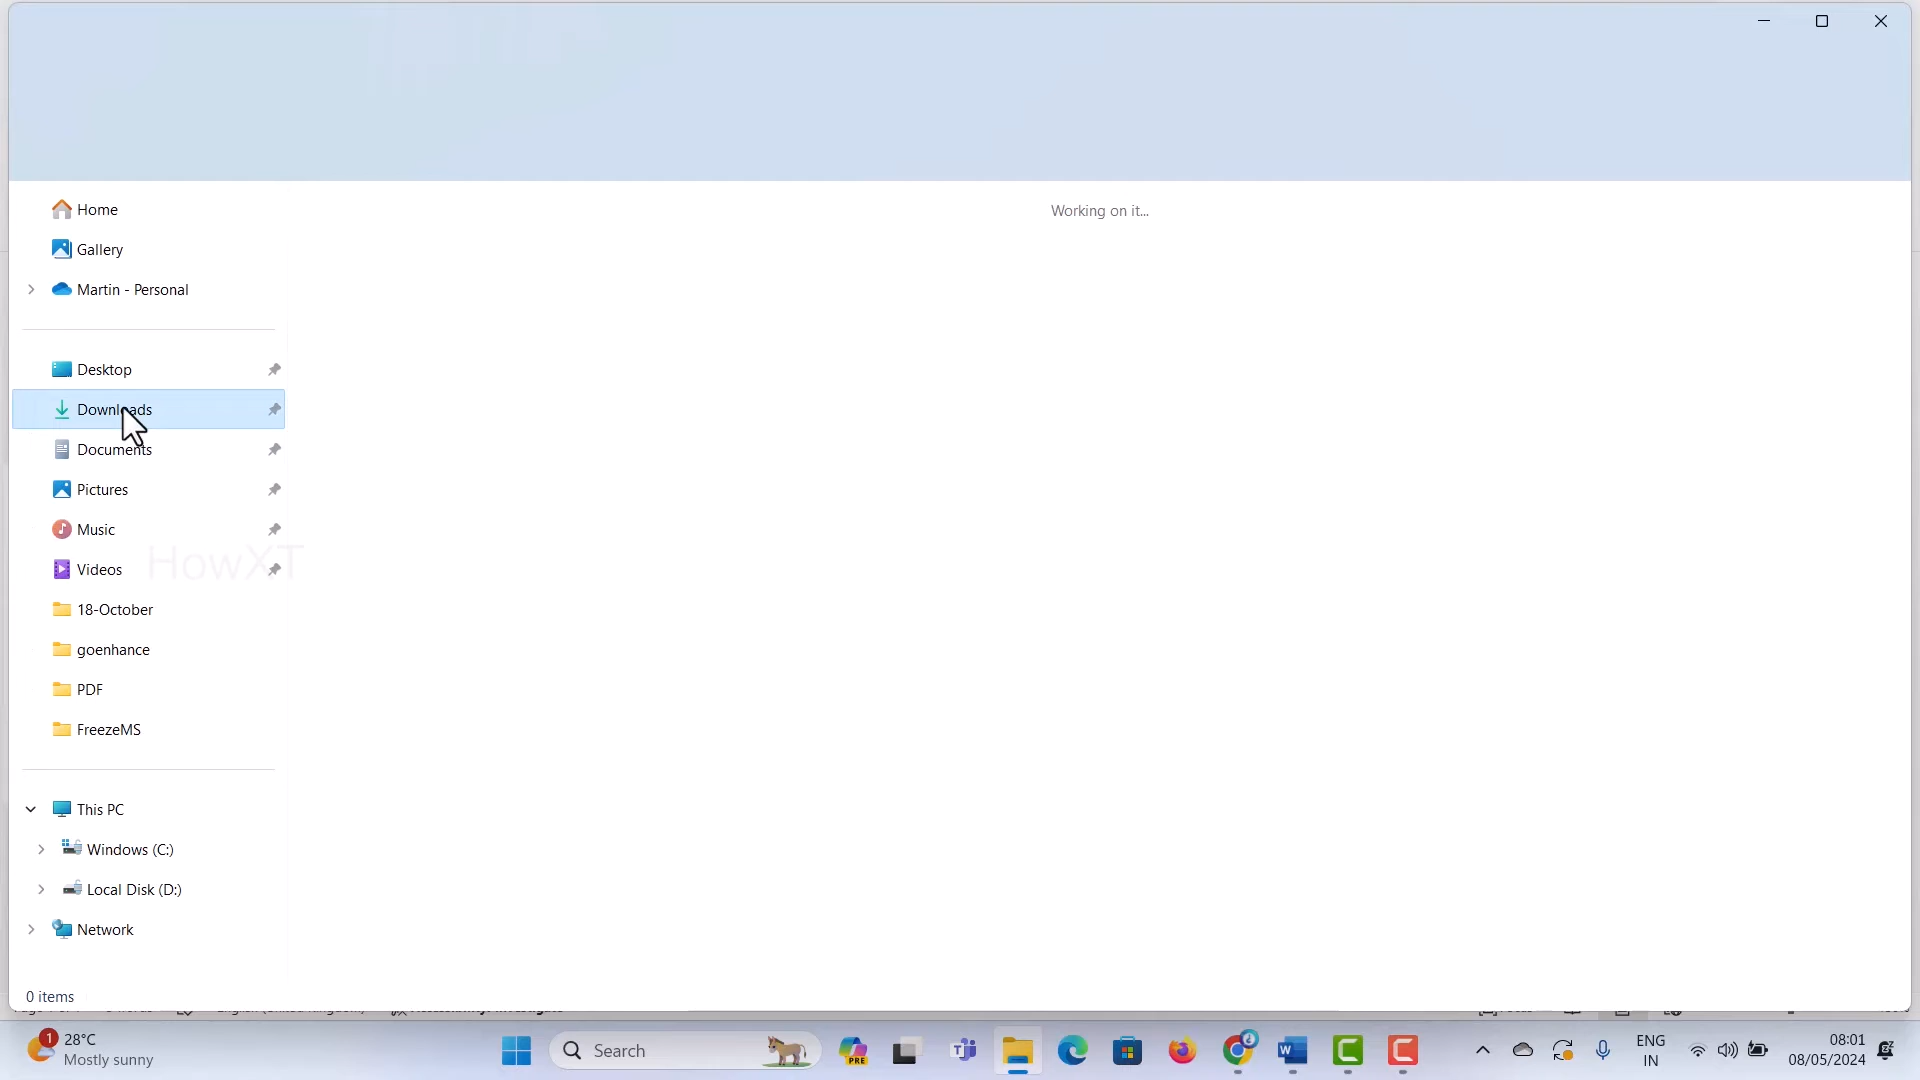 Home
Working on it...
Gallery
Martin - Personal
Desktop
Downloads
Documents
Pictures
Music
HowXT
Videos
18-October
goenhance
PDF
FreezeMS
This PC
Windows (C:)
Local Disk (D:)
Network
0 items
1
28°C
Mostly sunny
Search
PRE
ENG
IN
08:01
08/05/2024